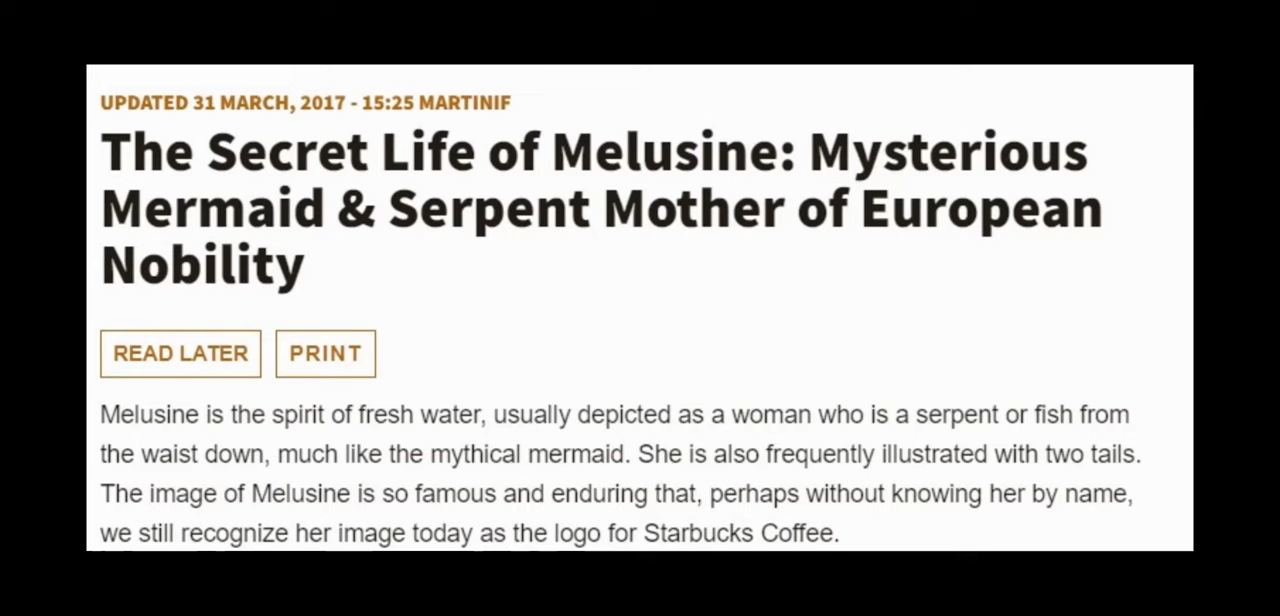 UPDATED 31 MARCH, 2017 - 15:25 MARTINIF
The Secret Life of Melusine: Mysterious
Mermaid & Serpent Mother of European
Nobility
READ LATER PRINT
Melusine is the spirit of fresh water, usually depicted as a woman who is a serpent or fish from
the waist down, much like the mythical mermaid. She is also frequently illustrated with two tails.
The image of Melusine is so famous and enduring that, perhaps without knowing her by name,
we still recognize her image today as the logo for Starbucks Coffee.